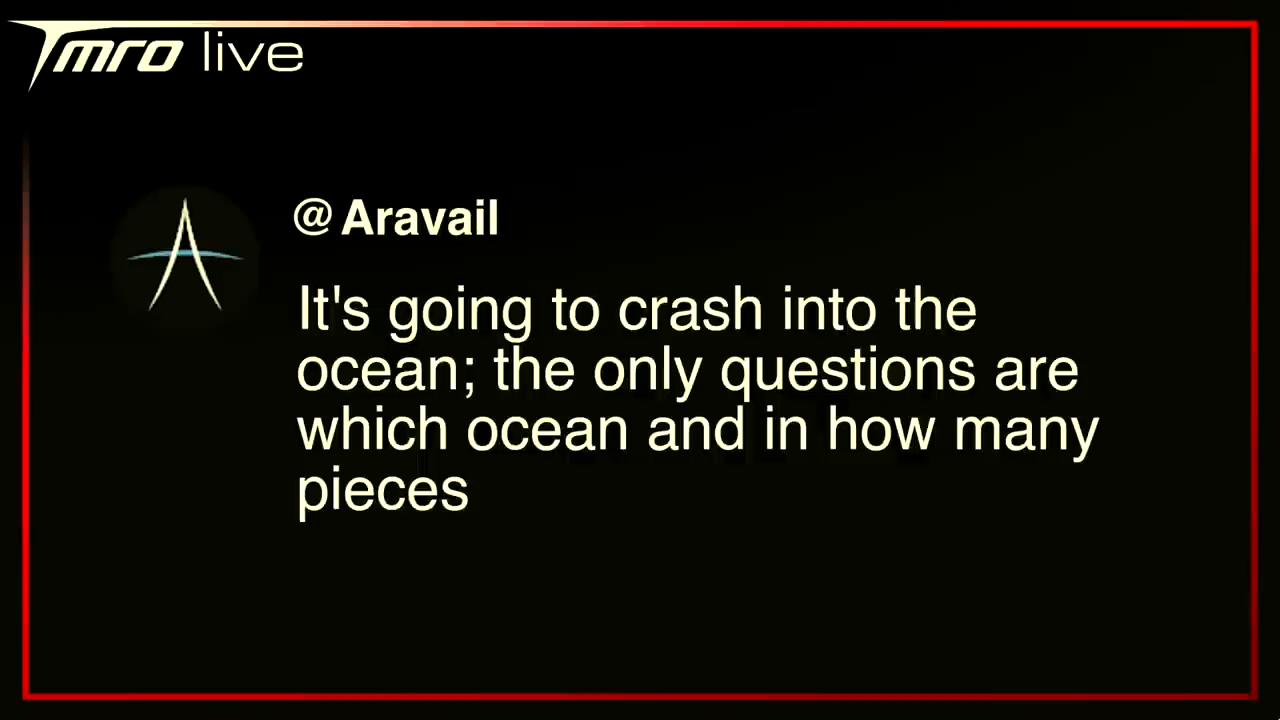 Tmro live
@Aravail
It's going to crash into the
ocean; the only questions are
which ocean and in how many
pieces